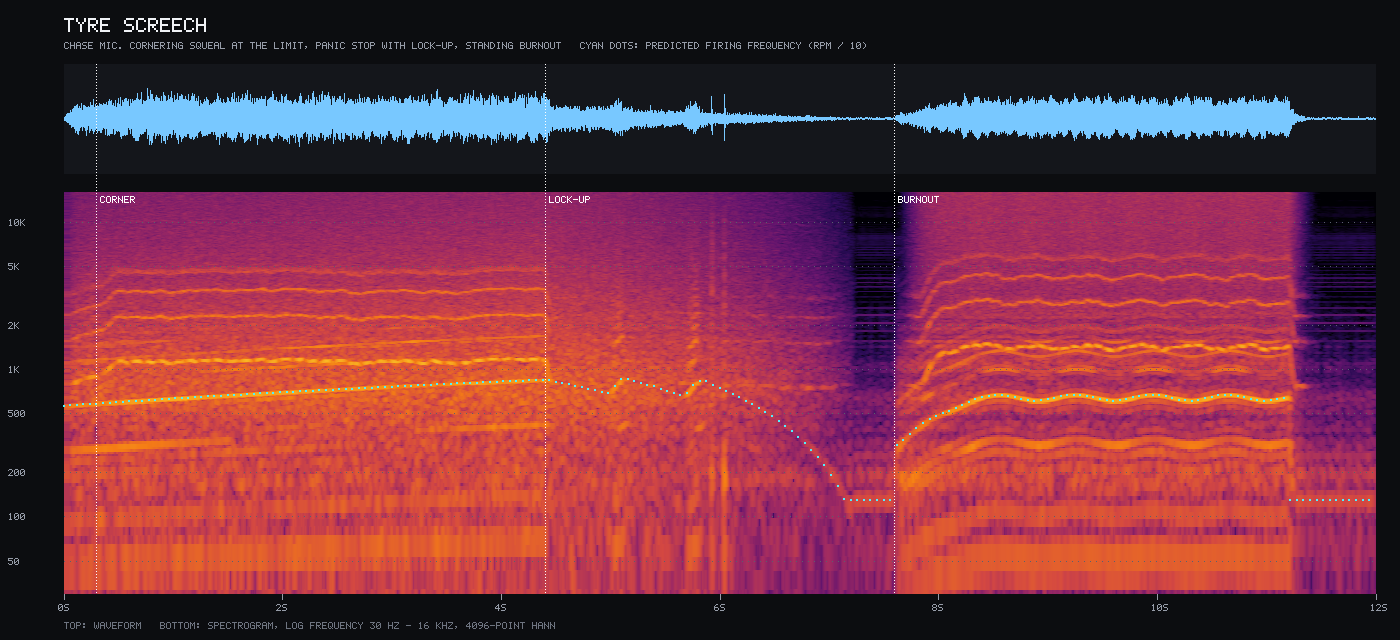 TYRE SCREECH
CHASE MIC. CORNERING SQUEAL AT THE LIMIT, PANIC STOP WITH LOCK-UP, STANDING BURNOUT CYAN DOTS: PREDICTED FIRING FREQUENCY (RPM / 10)
CORNER LOCK-UP BURNOUT
10K
5K
2K
1K
500
200
100
50
0S 2S 4S 6S 8S 10S 12S
TOP: WAVEFORM BOTTOM: SPECTROGRAM, LOG FREQUENCY 30 HZ - 16 KHZ, 4096-POINT HANN